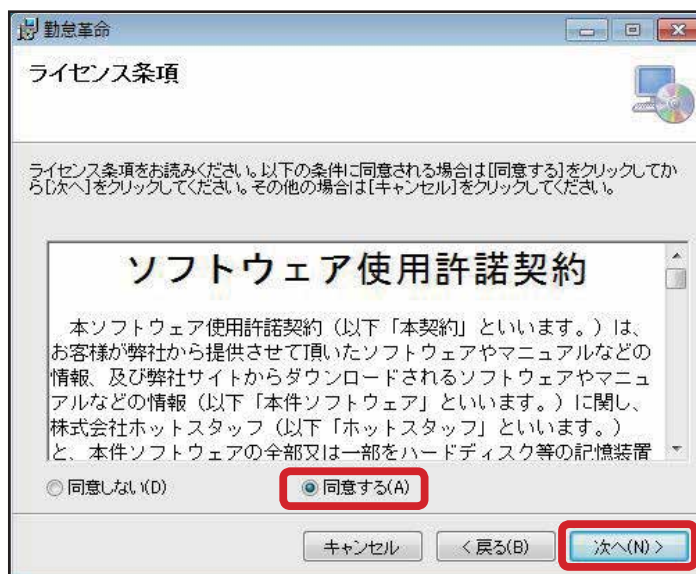 勤怠革命
ライセンス条項
ライセンス条項をお読みください。以下の条件に同意される場合は[同意する]をクリックしてか
ら[次へ]をクリックしてください。その他の場合は[キャンセル]をクリックしてください。
ソフトウェア使用許諾契約
本ソフトウェア使用許諾契約（以下「本契約」といいます。）は、
お客様が弊社から提供させて頂いたソフトウェアやマニュアルなどの
情報、及び弊社サイトからダウンロードされるソフトウェアやマニュ
アルなどの情報（以下「本件ソフトウェア」といいます。）に関し、
株式会社ホットスタッフ（以下「ホットスタッフ」といいます。）
と、本件ソフトウェアの全部又は一部をハードディスク等の記憶装置
同意しない(D)
同意する(A)
キャンセル
< 戻る(B)
次へ(N) >